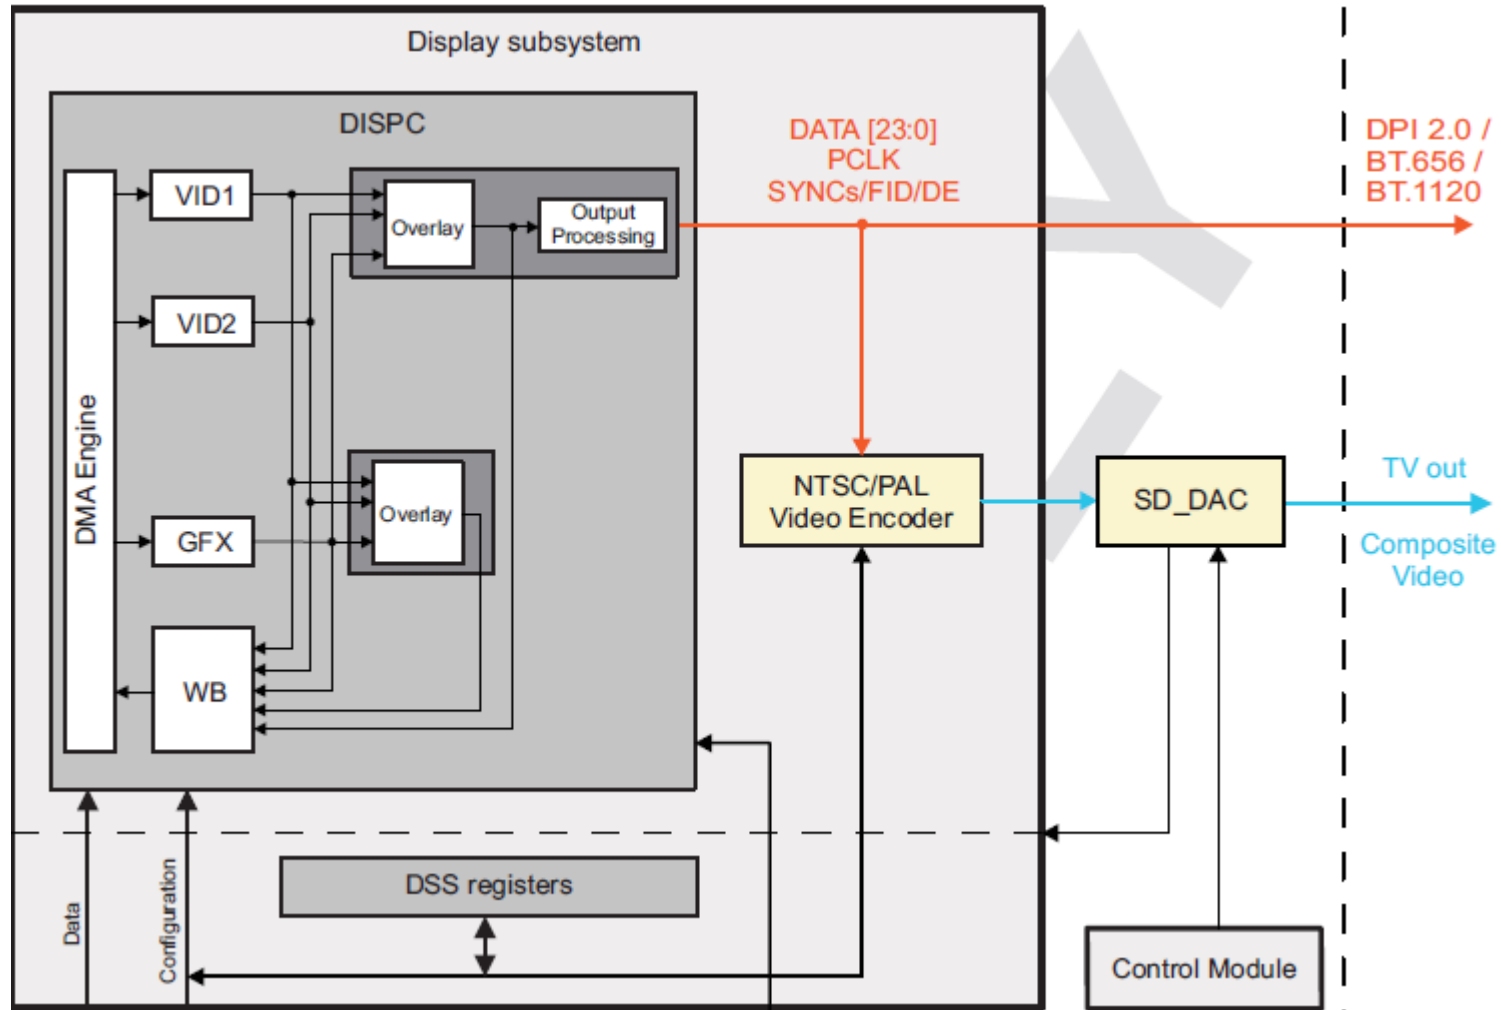 Display subsystem
DISPC
DATA [23:0]
PCLK
SYNCs/FID/DE
DPI 2.0 /
BT.656 /
BT.1120
DMA Engine
VID1
Overlay
Output
Processing
VID2
GFX
Overlay
WB
NTSC/PAL
Video Encoder
SD_DAC
TV out
Composite
Video
Data
Configuration
DSS registers
Control Module